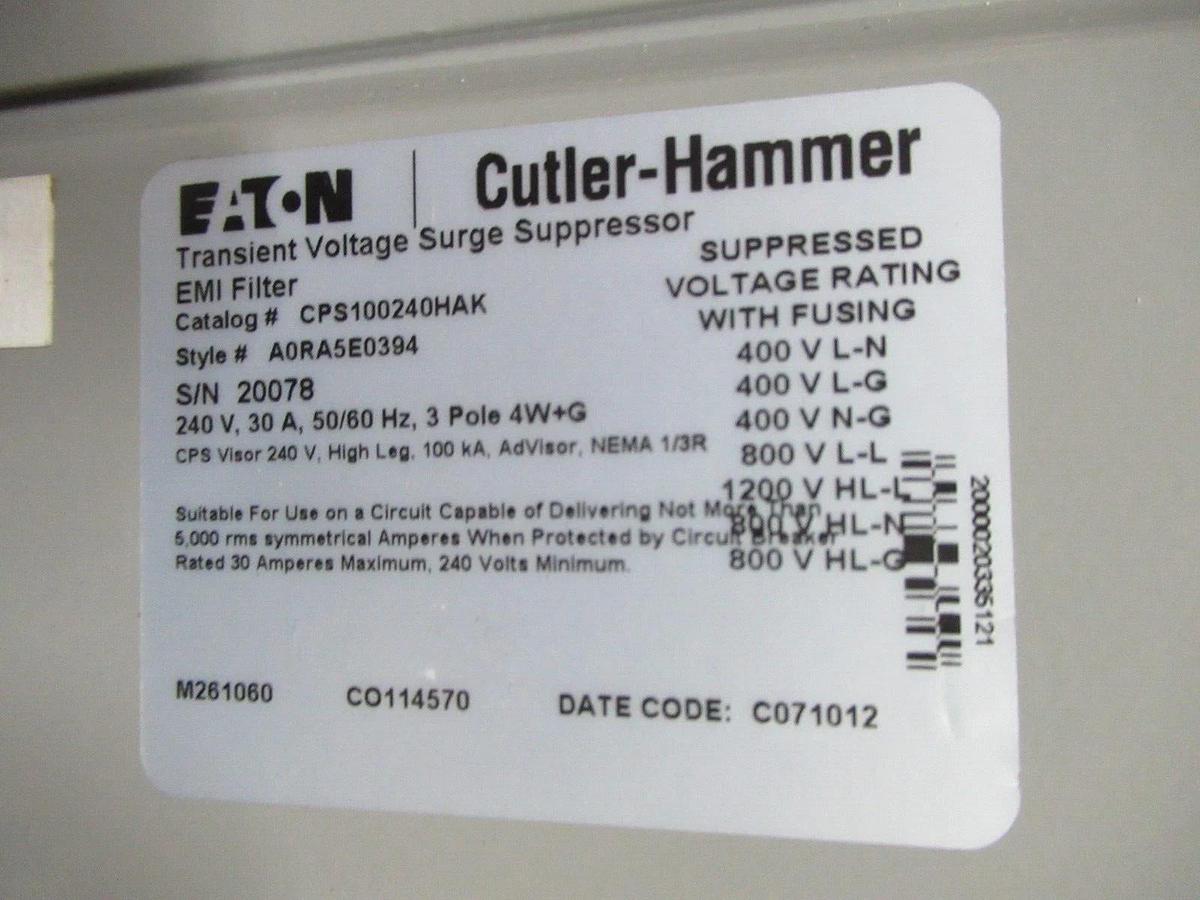 EATON | Cutler-Hammer
Transient Voltage Surge Suppressor
EMI Filter
Catalog # CPS100240HAK
Style # A0RA5E0394
S/N 20078
240 V, 30 A, 50/60 Hz, 3 Pole 4W+G
CPS Visor 240 V, High Leg, 100 kA, AdVisor, NEMA 1/3R
Suitable For Use on a Circuit Capable of Delivering Not More Than
5,000 rms symmetrical Amperes When Protected by Circuit Breaker
Rated 30 Amperes Maximum, 240 Volts Minimum.
SUPPRESSED
VOLTAGE RATING
WITH FUSING
400 V L-N
400 V L-G
400 V N-G
800 V L-L
1200 V HL-L
800 V HL-N
800 V HL-G
2000020335121
M261060 CO114570 DATE CODE: C071012